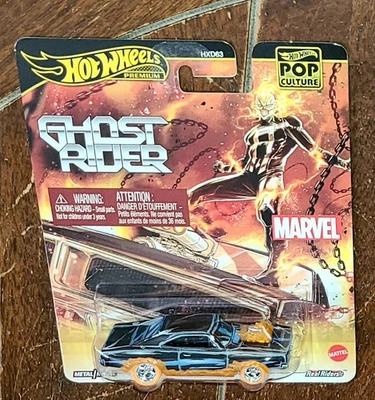 Hot Wheels
PREMIUM
HXD63
Hot Wheels
POP
CULTURE
GHOST
RIDER
WARNING:
CHOKING HAZARD – Small parts.
Not for children under 3 years.
ATTENTION :
DANGER D'ÉTOUFFEMENT –
Petits éléments. Ne convient pas
aux enfants de moins de 36 mois.
MARVEL
METAL/
Real Riders
MATTEL